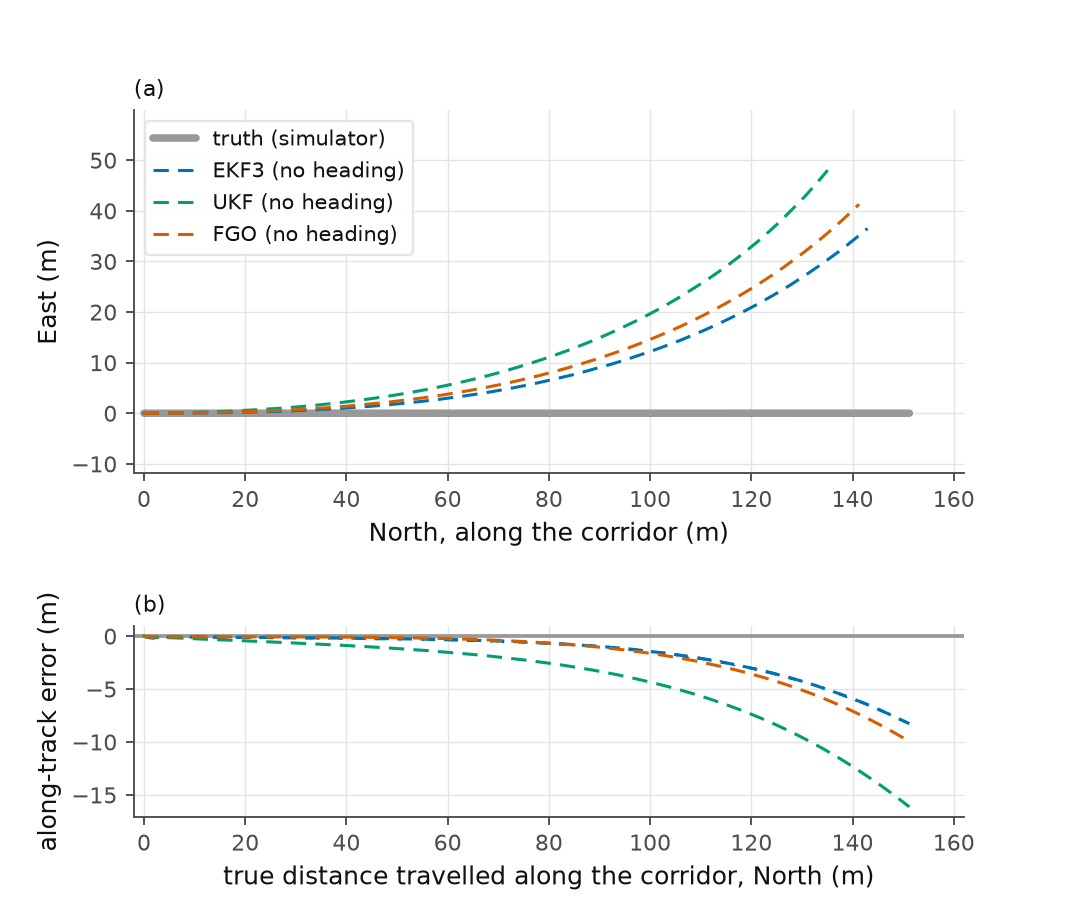 (a)
truth (simulator)
EKF3 (no heading)
UKF (no heading)
FGO (no heading)
50
40
30
20
10
0
−10
East (m)
0 20 40 60 80 100 120 140 160
North, along the corridor (m)
(b)
0
−5
−10
−15
along-track error (m)
0 20 40 60 80 100 120 140 160
true distance travelled along the corridor, North (m)